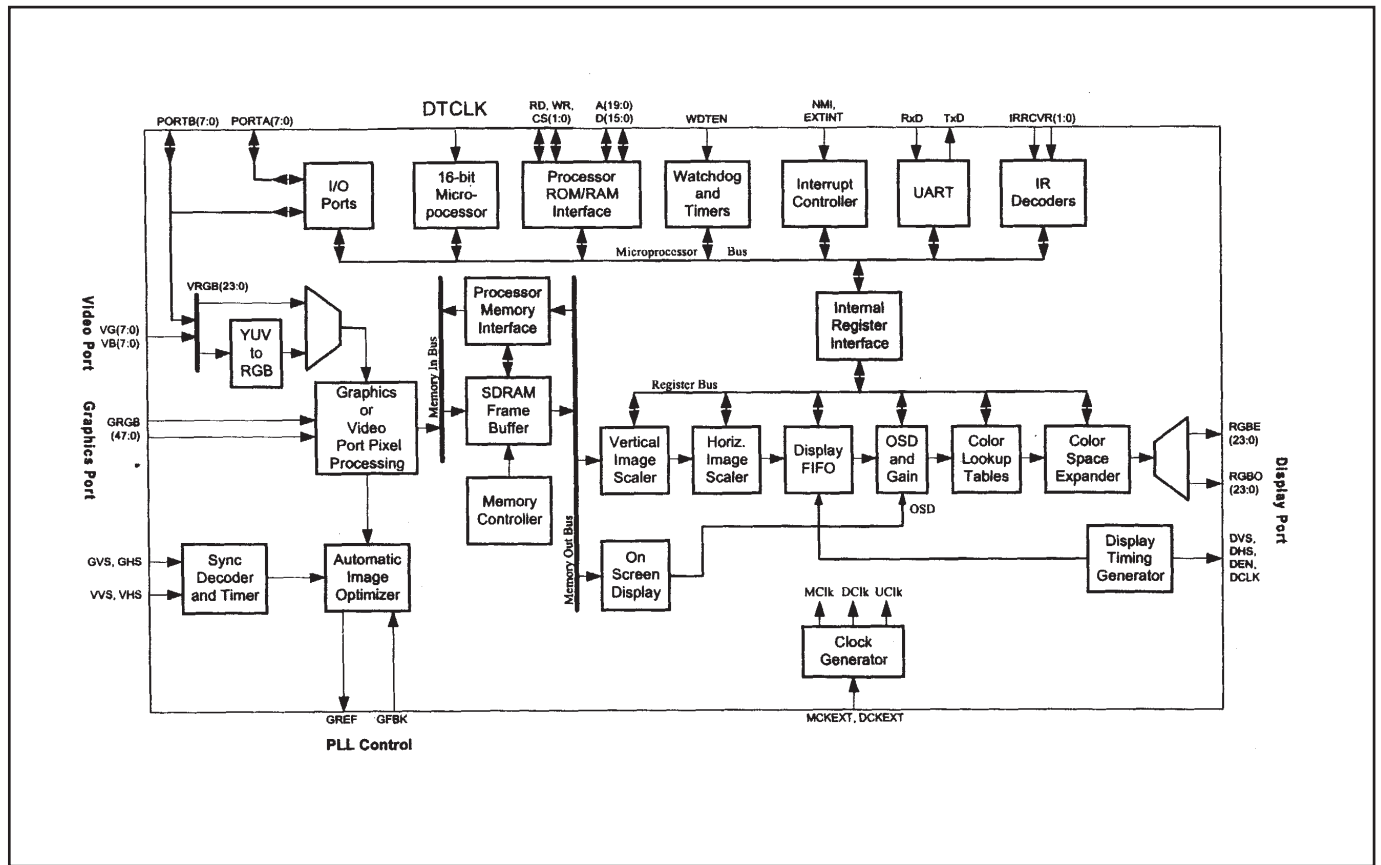 PORTB(7:0)
PORTA(7:0)
DTCLK
RD, WR,
CS(1:0)
A(19:0)
D(15:0)
WDTEN
NMI,
EXTINT
RxD
TxD
IRRCVR(1:0)
I/O
Ports
16-bit
Micro-
pocessor
Processor
ROM/RAM
Interface
Watchdog
and
Timers
Interrupt
Controller
UART
IR
Decoders
Microprocessor Bus
Video Port
VG(7:0)
VB(7:0)
VRGB(23:0)
YUV
to
RGB
Graphics Port
GRGB
(47:0)
Graphics
or
Video
Port Pixel
Processing
Memory In Bus
Processor
Memory
Interface
SDRAM
Frame
Buffer
Memory
Controller
Memory Out Bus
Internal
Register
Interface
Register Bus
Vertical
Image
Scaler
Horiz.
Image
Scaler
Display
FIFO
OSD
and
Gain
Color
Lookup
Tables
Color
Space
Expander
RGBE
(23:0)
RGBO
(23:0)
Display Port
OSD
GVS, GHS
VVS, VHS
Sync
Decoder
and Timer
Automatic
Image
Optimizer
On
Screen
Display
Display
Timing
Generator
DVS,
DHS,
DEN,
DCLK
MClk
DClk
UClk
Clock
Generator
GREF
GFBK
MCKEXT, DCKEXT
PLL Control